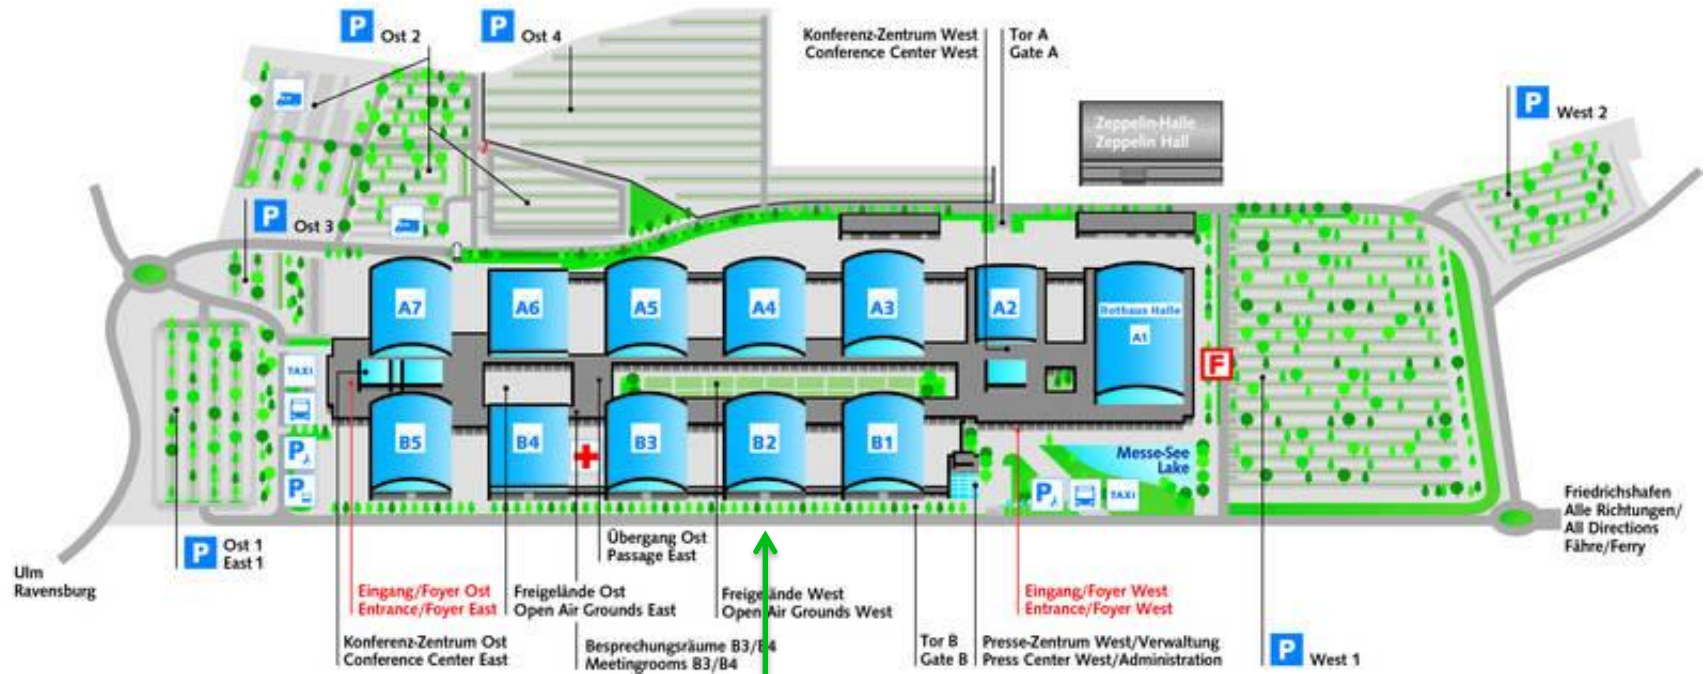 P Ost 2
P Ost 4
Konferenz-Zentrum West
Conference Center West
Tor A
Gate A
Zeppelin-Halle
Zeppelin Hall
P West 2
P Ost 3
A7
A6
A5
A4
A3
A2
Rothaus Halle
A1
F
TAXI
P
P
B5
B4
B3
B2
B1
Messe-See
Lake
P
TAXI
P Ost 1
East 1
Ulm
Ravensburg
Friedrichshafen
Alle Richtungen/
All Directions
Fähre/Ferry
Übergang Ost
Passage East
Eingang/Foyer Ost
Entrance/Foyer East
Freigelände Ost
Open Air Grounds East
Freigelände West
Open Air Grounds West
Eingang/Foyer West
Entrance/Foyer West
Konferenz-Zentrum Ost
Conference Center East
Besprechungsräume B3/B4
Meetingrooms B3/B4
Tor B
Gate B
Presse-Zentrum West/Verwaltung
Press Center West/Administration
P West 1